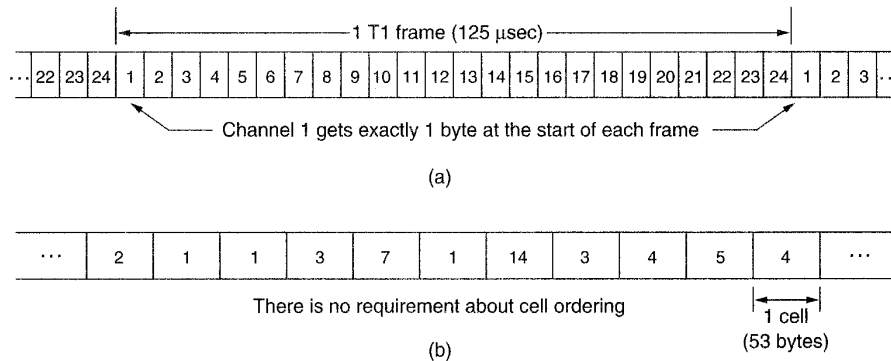 1 T1 frame (125 μsec)
··· 22 23 24 1 2 3 4 5 6 7 8 9 10 11 12 13 14 15 16 17 18 19 20 21 22 23 24 1 2 3 ···
Channel 1 gets exactly 1 byte at the start of each frame
(a)
··· 2 1 1 3 7 1 14 3 4 5 4 ···
There is no requirement about cell ordering
1 cell
(53 bytes)
(b)